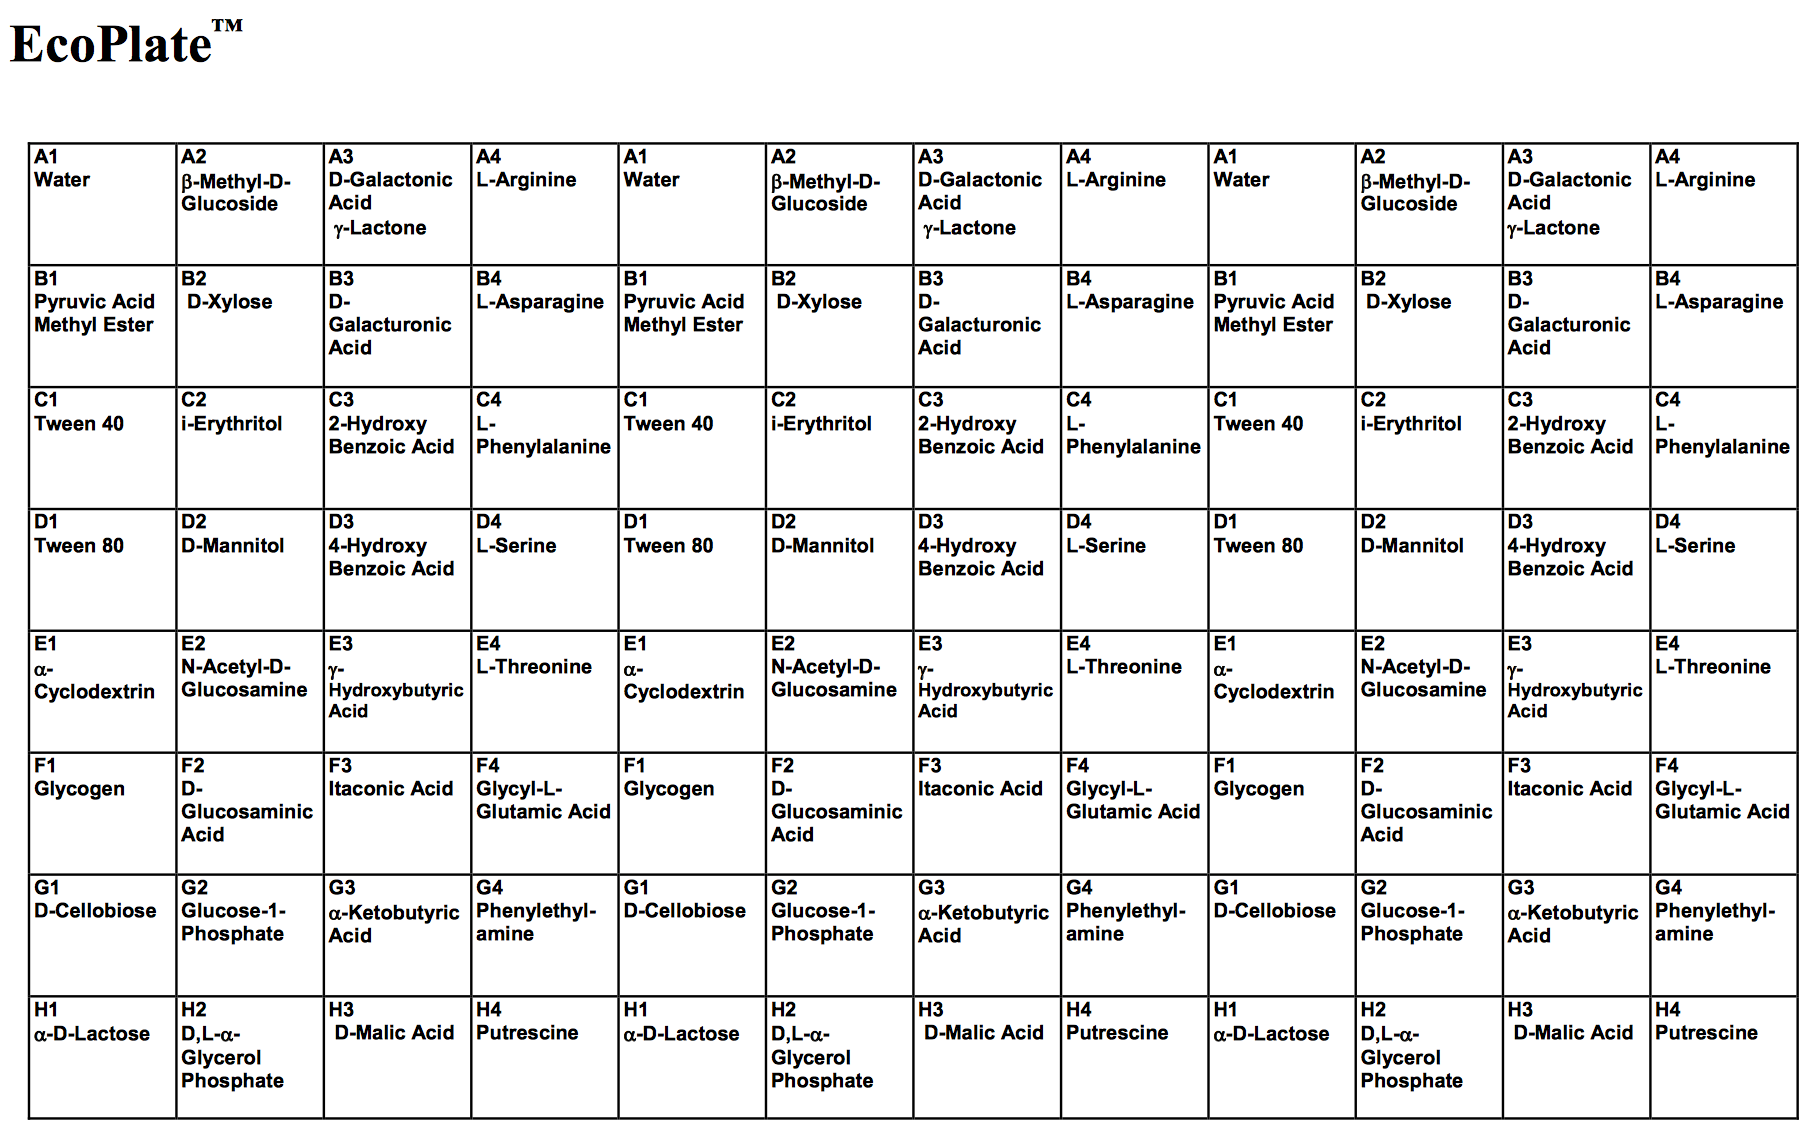 EcoPlate™
A1
Water
A2
β-Methyl-D-
Glucoside
A3
D-Galactonic
Acid
γ-Lactone
A4
L-Arginine
A1
Water
A2
β-Methyl-D-
Glucoside
A3
D-Galactonic
Acid
γ-Lactone
A4
L-Arginine
A1
Water
A2
β-Methyl-D-
Glucoside
A3
D-Galactonic
Acid
γ-Lactone
A4
L-Arginine
B1
Pyruvic Acid
Methyl Ester
B2
D-Xylose
B3
D-
Galacturonic
Acid
B4
L-Asparagine
B1
Pyruvic Acid
Methyl Ester
B2
D-Xylose
B3
D-
Galacturonic
Acid
B4
L-Asparagine
B1
Pyruvic Acid
Methyl Ester
B2
D-Xylose
B3
D-
Galacturonic
Acid
B4
L-Asparagine
C1
Tween 40
C2
i-Erythritol
C3
2-Hydroxy
Benzoic Acid
C4
L-
Phenylalanine
C1
Tween 40
C2
i-Erythritol
C3
2-Hydroxy
Benzoic Acid
C4
L-
Phenylalanine
C1
Tween 40
C2
i-Erythritol
C3
2-Hydroxy
Benzoic Acid
C4
L-
Phenylalanine
D1
Tween 80
D2
D-Mannitol
D3
4-Hydroxy
Benzoic Acid
D4
L-Serine
D1
Tween 80
D2
D-Mannitol
D3
4-Hydroxy
Benzoic Acid
D4
L-Serine
D1
Tween 80
D2
D-Mannitol
D3
4-Hydroxy
Benzoic Acid
D4
L-Serine
E1
α-
Cyclodextrin
E2
N-Acetyl-D-
Glucosamine
E3
γ-
Hydroxybutyric
Acid
E4
L-Threonine
E1
α-
Cyclodextrin
E2
N-Acetyl-D-
Glucosamine
E3
γ-
Hydroxybutyric
Acid
E4
L-Threonine
E1
α-
Cyclodextrin
E2
N-Acetyl-D-
Glucosamine
E3
γ-
Hydroxybutyric
Acid
E4
L-Threonine
F1
Glycogen
F2
D-
Glucosaminic
Acid
F3
Itaconic Acid
F4
Glycyl-L-
Glutamic Acid
F1
Glycogen
F2
D-
Glucosaminic
Acid
F3
Itaconic Acid
F4
Glycyl-L-
Glutamic Acid
F1
Glycogen
F2
D-
Glucosaminic
Acid
F3
Itaconic Acid
F4
Glycyl-L-
Glutamic Acid
G1
D-Cellobiose
G2
Glucose-1-
Phosphate
G3
α-Ketobutyric
Acid
G4
Phenylethyl-
amine
G1
D-Cellobiose
G2
Glucose-1-
Phosphate
G3
α-Ketobutyric
Acid
G4
Phenylethyl-
amine
G1
D-Cellobiose
G2
Glucose-1-
Phosphate
G3
α-Ketobutyric
Acid
G4
Phenylethyl-
amine
H1
α-D-Lactose
H2
D,L-α-
Glycerol
Phosphate
H3
D-Malic Acid
H4
Putrescine
H1
α-D-Lactose
H2
D,L-α-
Glycerol
Phosphate
H3
D-Malic Acid
H4
Putrescine
H1
α-D-Lactose
H2
D,L-α-
Glycerol
Phosphate
H3
D-Malic Acid
H4
Putrescine